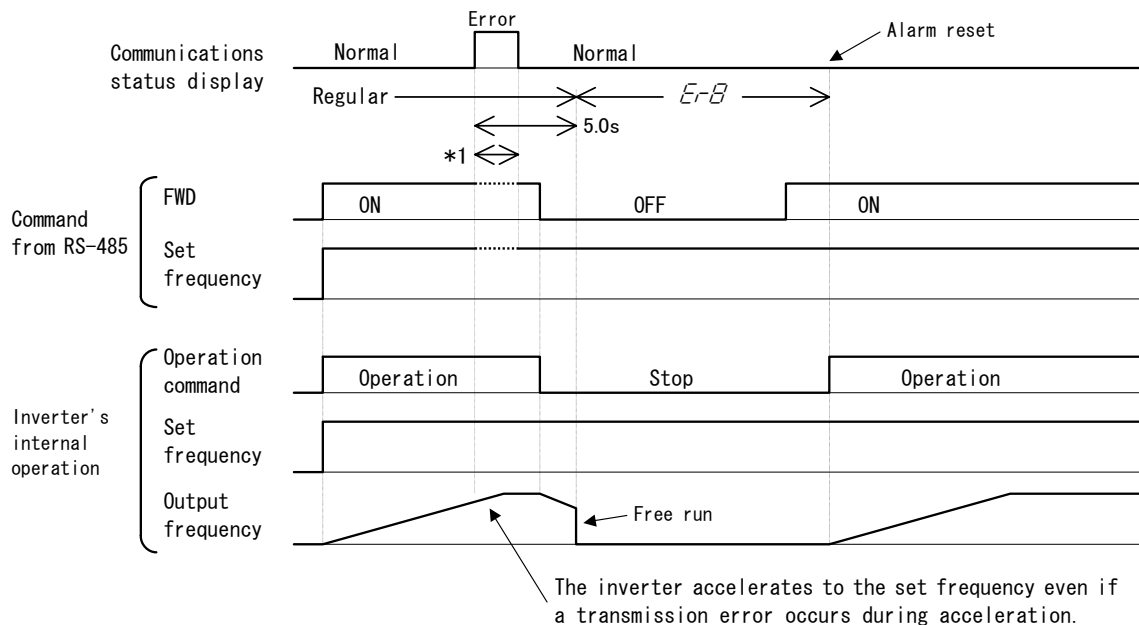 Error
Communications
status display
Normal
Normal
Alarm reset
Regular
Er8
5.0s
*1
Command
from RS-485
FWD
ON
OFF
ON
Set
frequency
Inverter's
internal
operation
Operation
command
Operation
Stop
Operation
Set
frequency
Output
frequency
Free run
The inverter accelerates to the set frequency even if
a transmission error occurs during acceleration.